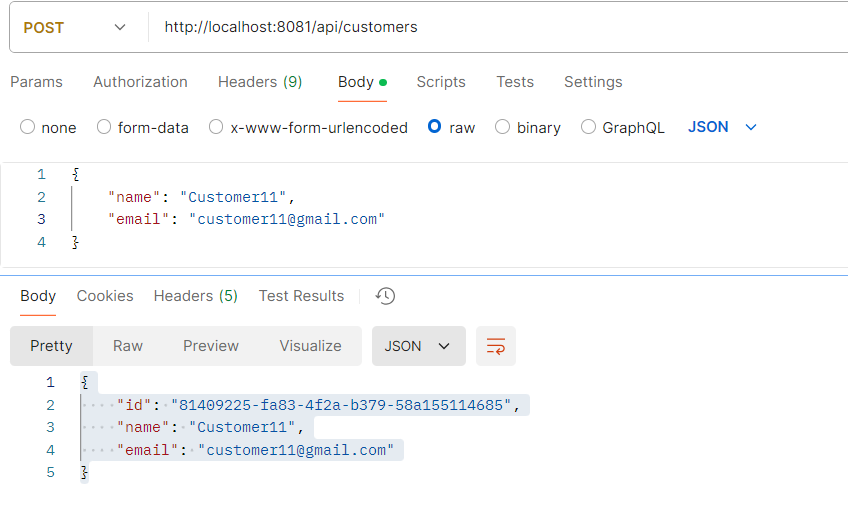 POST http://localhost:8081/api/customers
Params Authorization Headers (9) Body Scripts Tests Settings
none form-data x-www-form-urlencoded raw binary GraphQL JSON
1 {
2 "name": "Customer11",
3 "email": "customer11@gmail.com"
4 }
Body Cookies Headers (5) Test Results
Pretty Raw Preview Visualize JSON
1 {
2 "id": "81409225-fa83-4f2a-b379-58a155114685",
3 "name": "Customer11",
4 "email": "customer11@gmail.com"
5 }